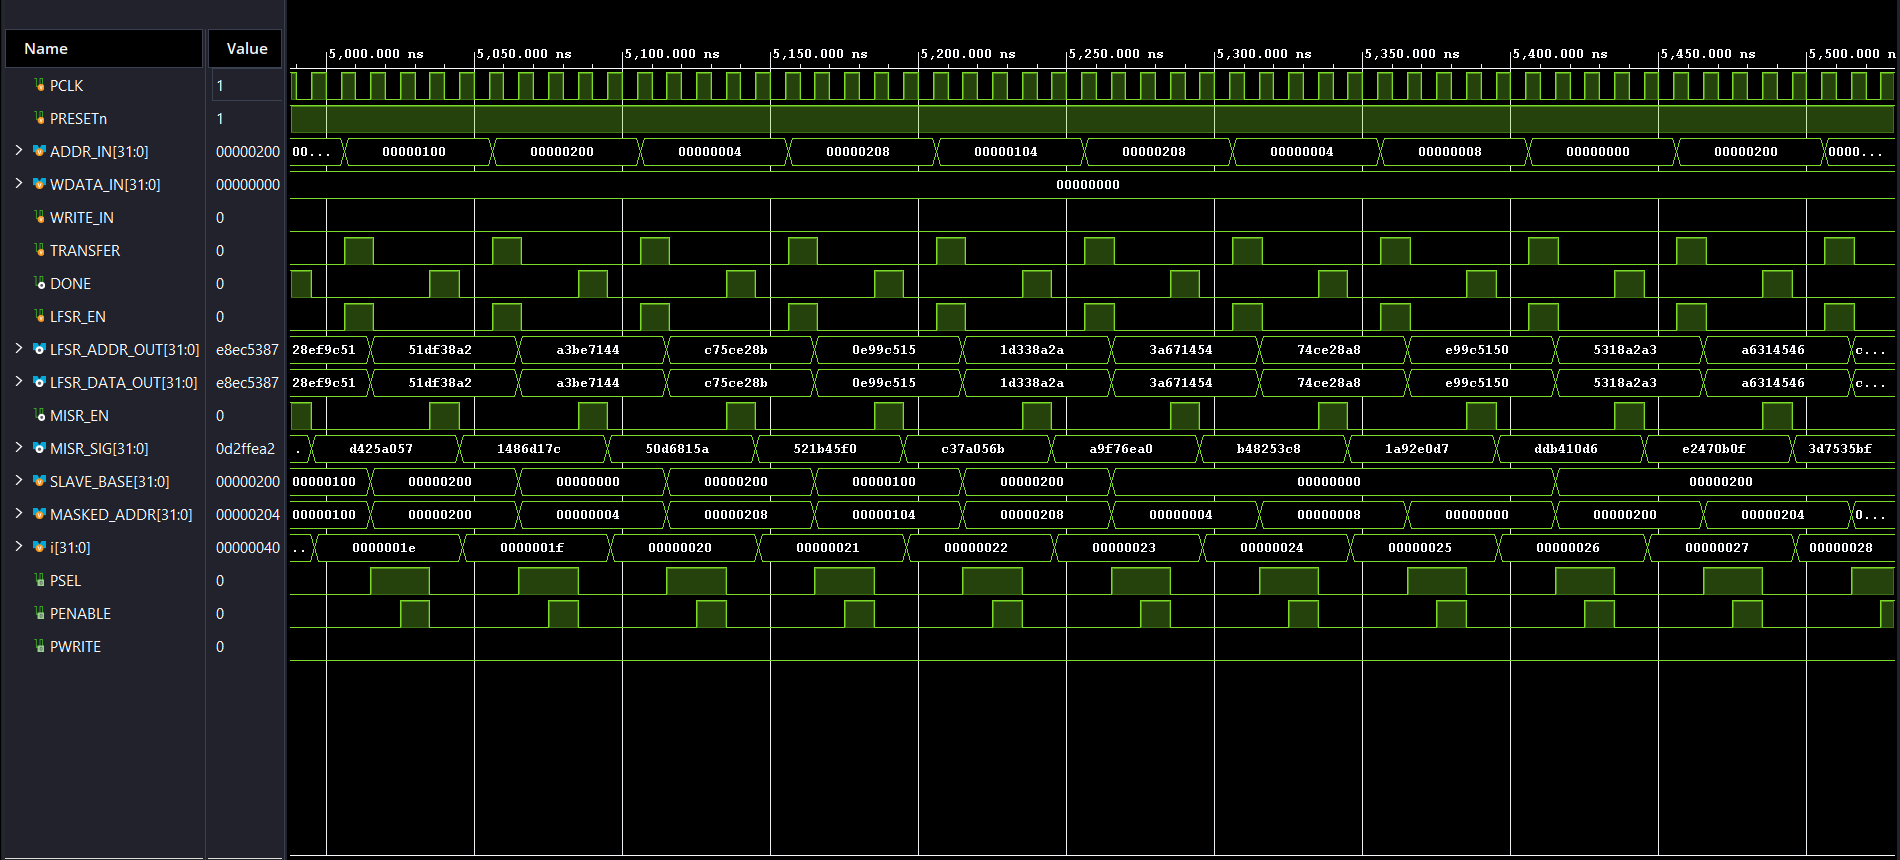 Name Value 5,000.000 ns 5,050.000 ns 5,100.000 ns 5,150.000 ns 5,200.000 ns 5,250.000 ns 5,300.000 ns 5,350.000 ns 5,400.000 ns 5,450.000 ns 5,500.000 n
PCLK 1
PRESETn 1
ADDR_IN[31:0] 00000200 00... 00000100 00000200 00000004 00000208 00000104 00000208 00000004 00000008 00000000 00000200 0000...
WDATA_IN[31:0] 00000000 00000000
WRITE_IN 0
TRANSFER 0
DONE 0
LFSR_EN 0
LFSR_ADDR_OUT[31:0] e8ec5387 28ef9c51 51df38a2 a3be7144 c75ce28b 0e99c515 1d338a2a 3a671454 74ce28a8 e99c5150 5318a2a3 a6314546 c...
LFSR_DATA_OUT[31:0] e8ec5387 28ef9c51 51df38a2 a3be7144 c75ce28b 0e99c515 1d338a2a 3a671454 74ce28a8 e99c5150 5318a2a3 a6314546 c...
MISR_EN 0
MISR_SIG[31:0] 0d2ffea2 . d425a057 1486d17c 50d6815a 521b45f0 c37a056b a9f76ea0 b48253c8 1a92e0d7 ddb410d6 e2470b0f 3d7535bf
SLAVE_BASE[31:0] 00000200 00000100 00000200 00000000 00000200 00000100 00000200 00000000 00000200
MASKED_ADDR[31:0] 00000204 00000100 00000200 00000004 00000208 00000104 00000208 00000004 00000008 00000000 00000200 00000204 0...
i[31:0] 00000040 .. 0000001e 0000001f 00000020 00000021 00000022 00000023 00000024 00000025 00000026 00000027 00000028
PSEL 0
PENABLE 0
PWRITE 0